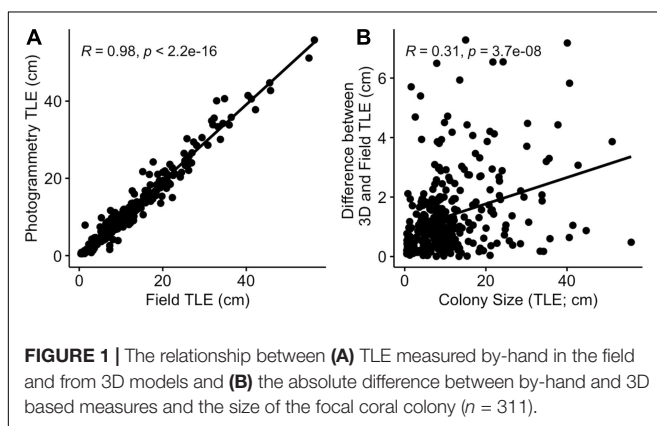 A
R = 0.98, p < 2.2e-16
Photogrammetry TLE (cm)
40
20
0
0
20
40
Field TLE (cm)
B
R = 0.31, p = 3.7e-08
Difference between
3D and Field TLE (cm)
6
4
2
0
0
20
40
Colony Size (TLE; cm)
FIGURE 1 | The relationship between (A) TLE measured by-hand in the field
and from 3D models and (B) the absolute difference between by-hand and 3D
based measures and the size of the focal coral colony (n = 311).